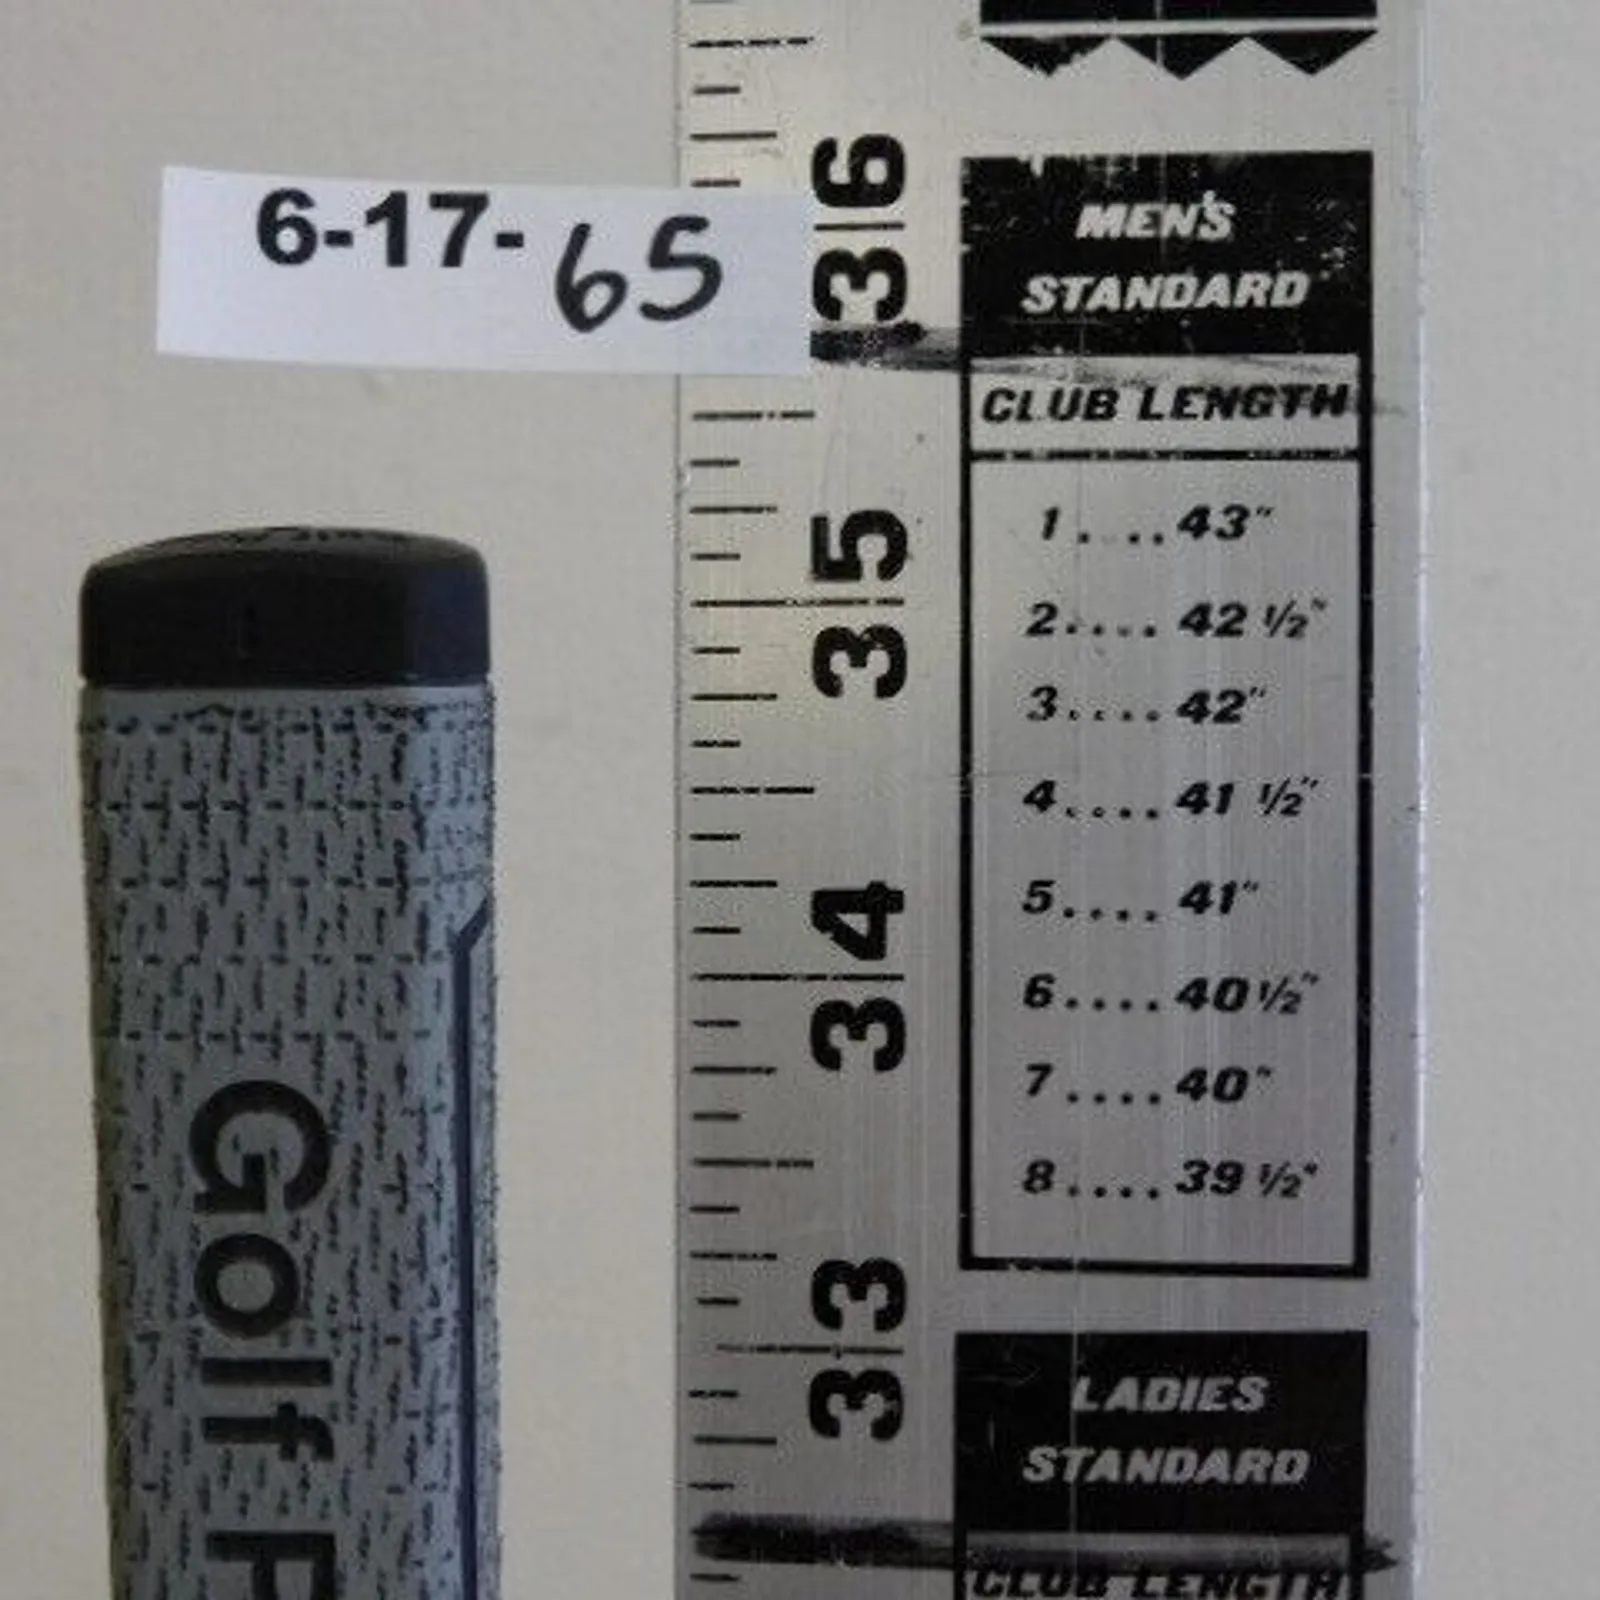 6-17-65
36
35
34
33
MEN'S
STANDARD
CLUB LENGTH
1....43"
2....42 1/2"
3....42"
4....41 1/2"
5....41"
6....40 1/2"
7....40"
8....39 1/2"
LADIES
STANDARD
CLUB LENGTH
Golf P